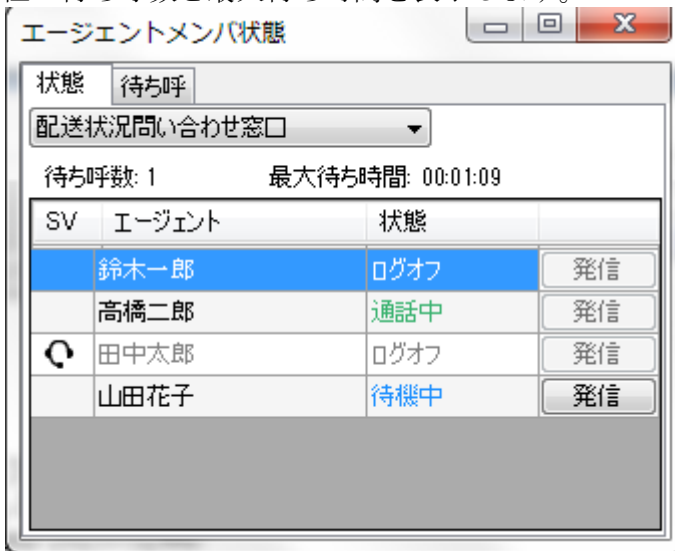 エージェントメンバ状態
状態 待ち呼
配送状況問い合わせ窓口
待ち呼数: 1 最大待ち時間: 00:01:09
SV エージェント 状態
鈴木一郎 ログオフ 発信
高橋二郎 通話中 発信
田中太郎 ログオフ 発信
山田花子 待機中 発信